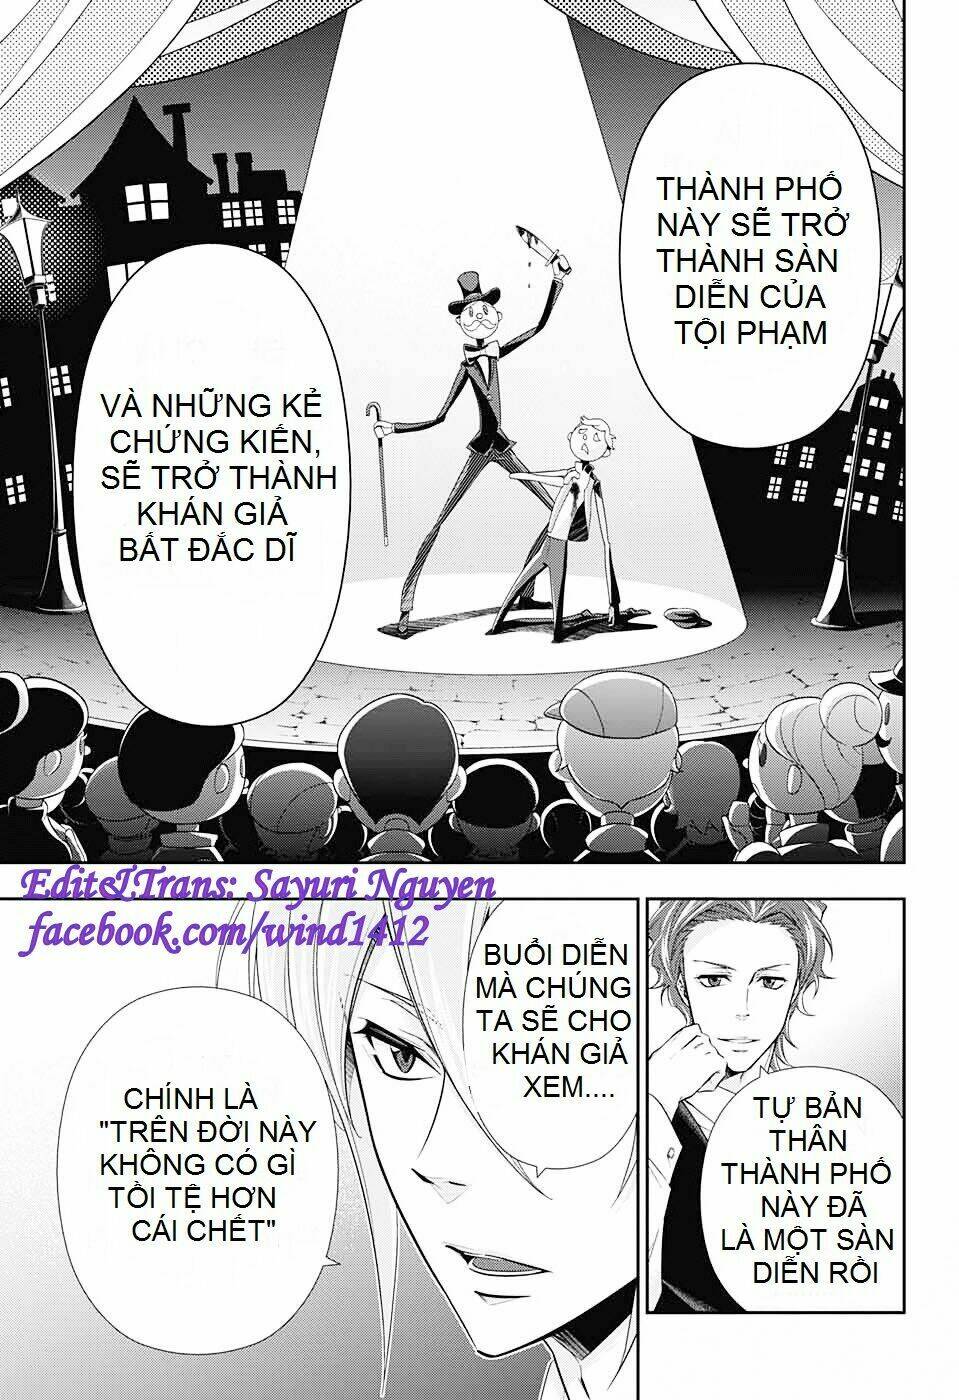 THÀNH PHỐ
NÀY SẼ TRỞ
THÀNH SÀN
DIỄN CỦA
TỘI PHẠM
VÀ NHỮNG KẺ
CHỨNG KIẾN,
SẼ TRỞ THÀNH
KHÁN GIẢ
BẤT ĐẮC DĨ
Edit&Trans: Sayuri Nguyen
facebook.com/wind1412
TỰ BẢN
THÂN
THÀNH PHỐ
NÀY ĐÃ
LÀ MỘT SÀN
DIỄN RỒI
BUỔI DIỄN
MÀ CHÚNG
TA SẼ CHO
KHÁN GIẢ
XEM....
CHÍNH LÀ
"TRÊN ĐỜI NÀY
KHÔNG CÓ GÌ
TỒI TỆ HƠN
CÁI CHẾT"